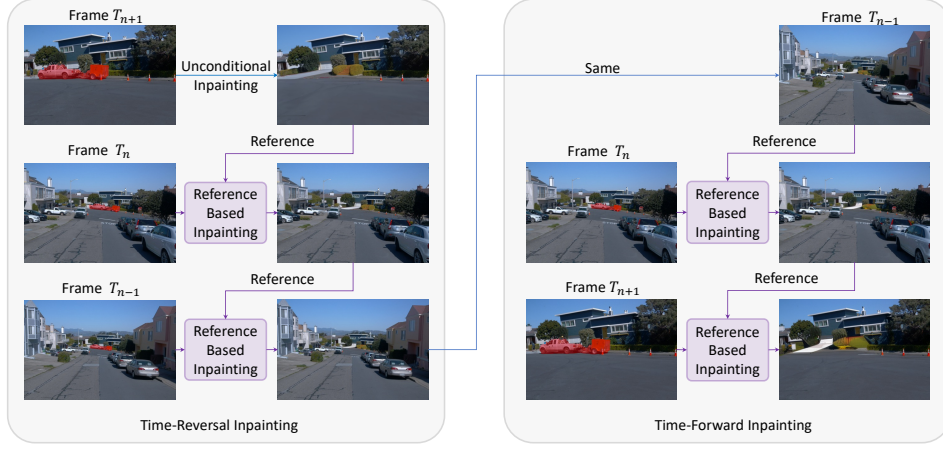 Frame $T_{n+1}$
Unconditional
Inpainting
Reference
Frame $T_n$
Reference
Based
Inpainting
Reference
Frame $T_{n-1}$
Reference
Based
Inpainting
Time-Reversal Inpainting
Same
Frame $T_{n-1}$
Reference
Frame $T_n$
Reference
Based
Inpainting
Reference
Frame $T_{n+1}$
Reference
Based
Inpainting
Time-Forward Inpainting